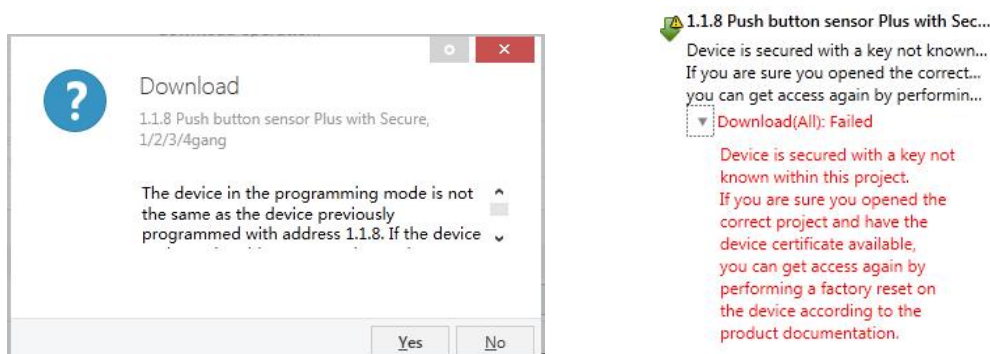 Download
1.1.8 Push button sensor Plus with Secure,
1/2/3/4gang
The device in the programming mode is not
the same as the device previously
programmed with address 1.1.8. If the device
Yes
No
1.1.8 Push button sensor Plus with Sec...
Device is secured with a key not known...
If you are sure you opened the correct...
you can get access again by performin...
Download(All): Failed
Device is secured with a key not
known within this project.
If you are sure you opened the
correct project and have the
device certificate available,
you can get access again by
performing a factory reset on
the device according to the
product documentation.